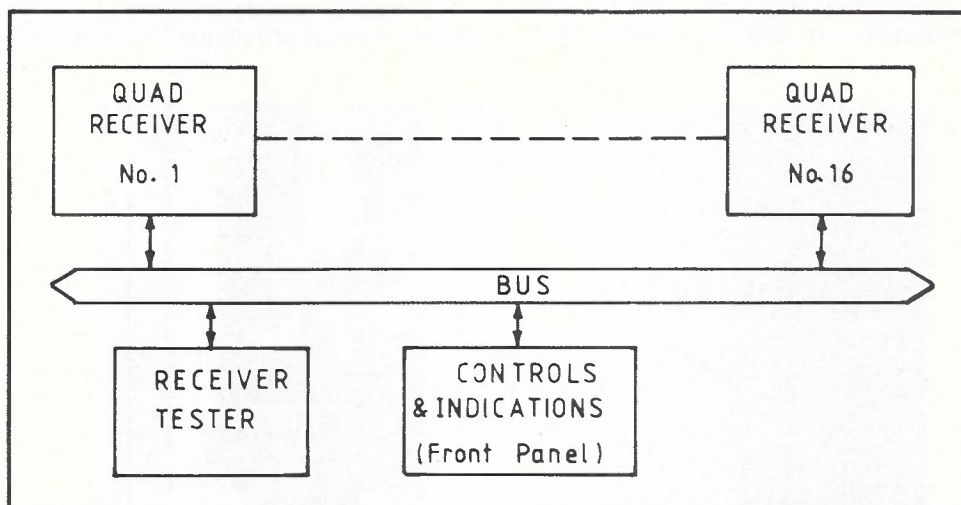 QUAD
RECEIVER
No. 1
QUAD
RECEIVER
No. 16
BUS
RECEIVER
TESTER
CONTROLS
& INDICATIONS
(Front Panel)